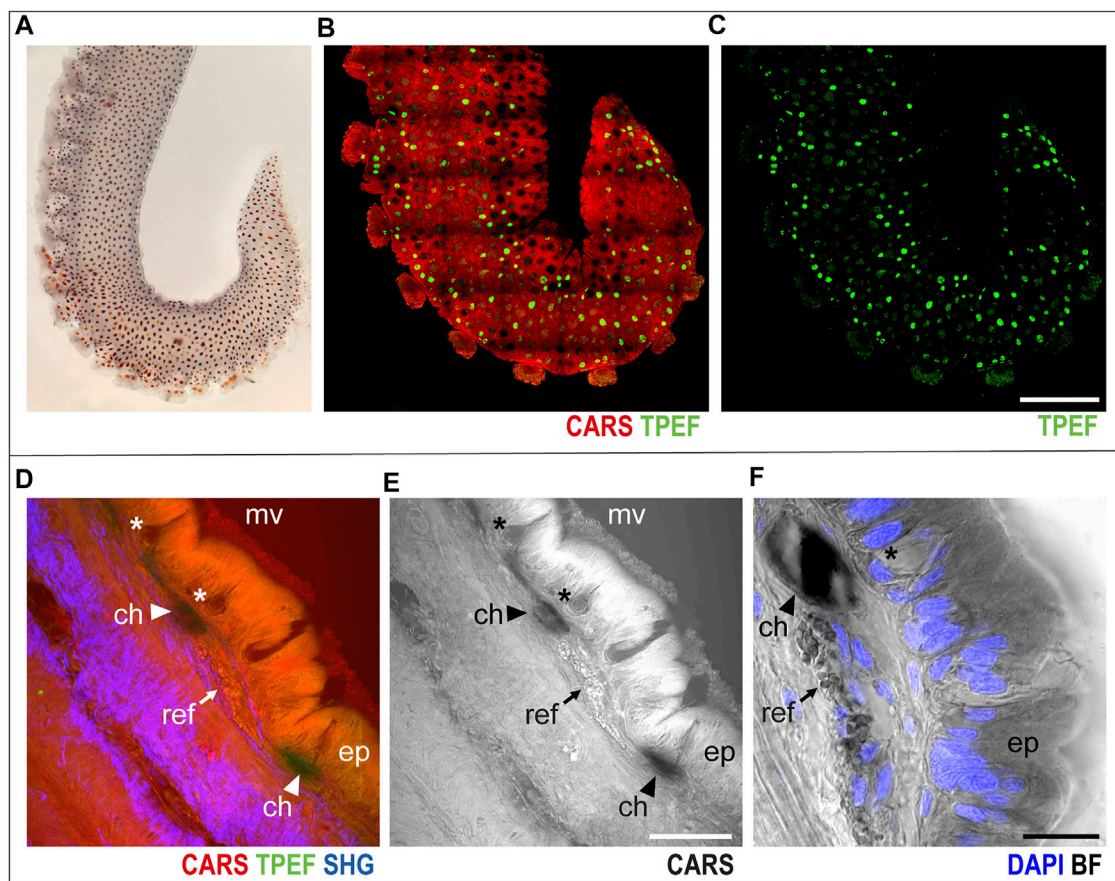 A
B
C
CARS TPEF
TPEF
D
E
F
*
mv
*
ch
ref
ep
ch
CARS TPEF SHG
*
mv
*
ch
ref
ep
ch
CARS
*
ch
ref
ep
DAPI BF